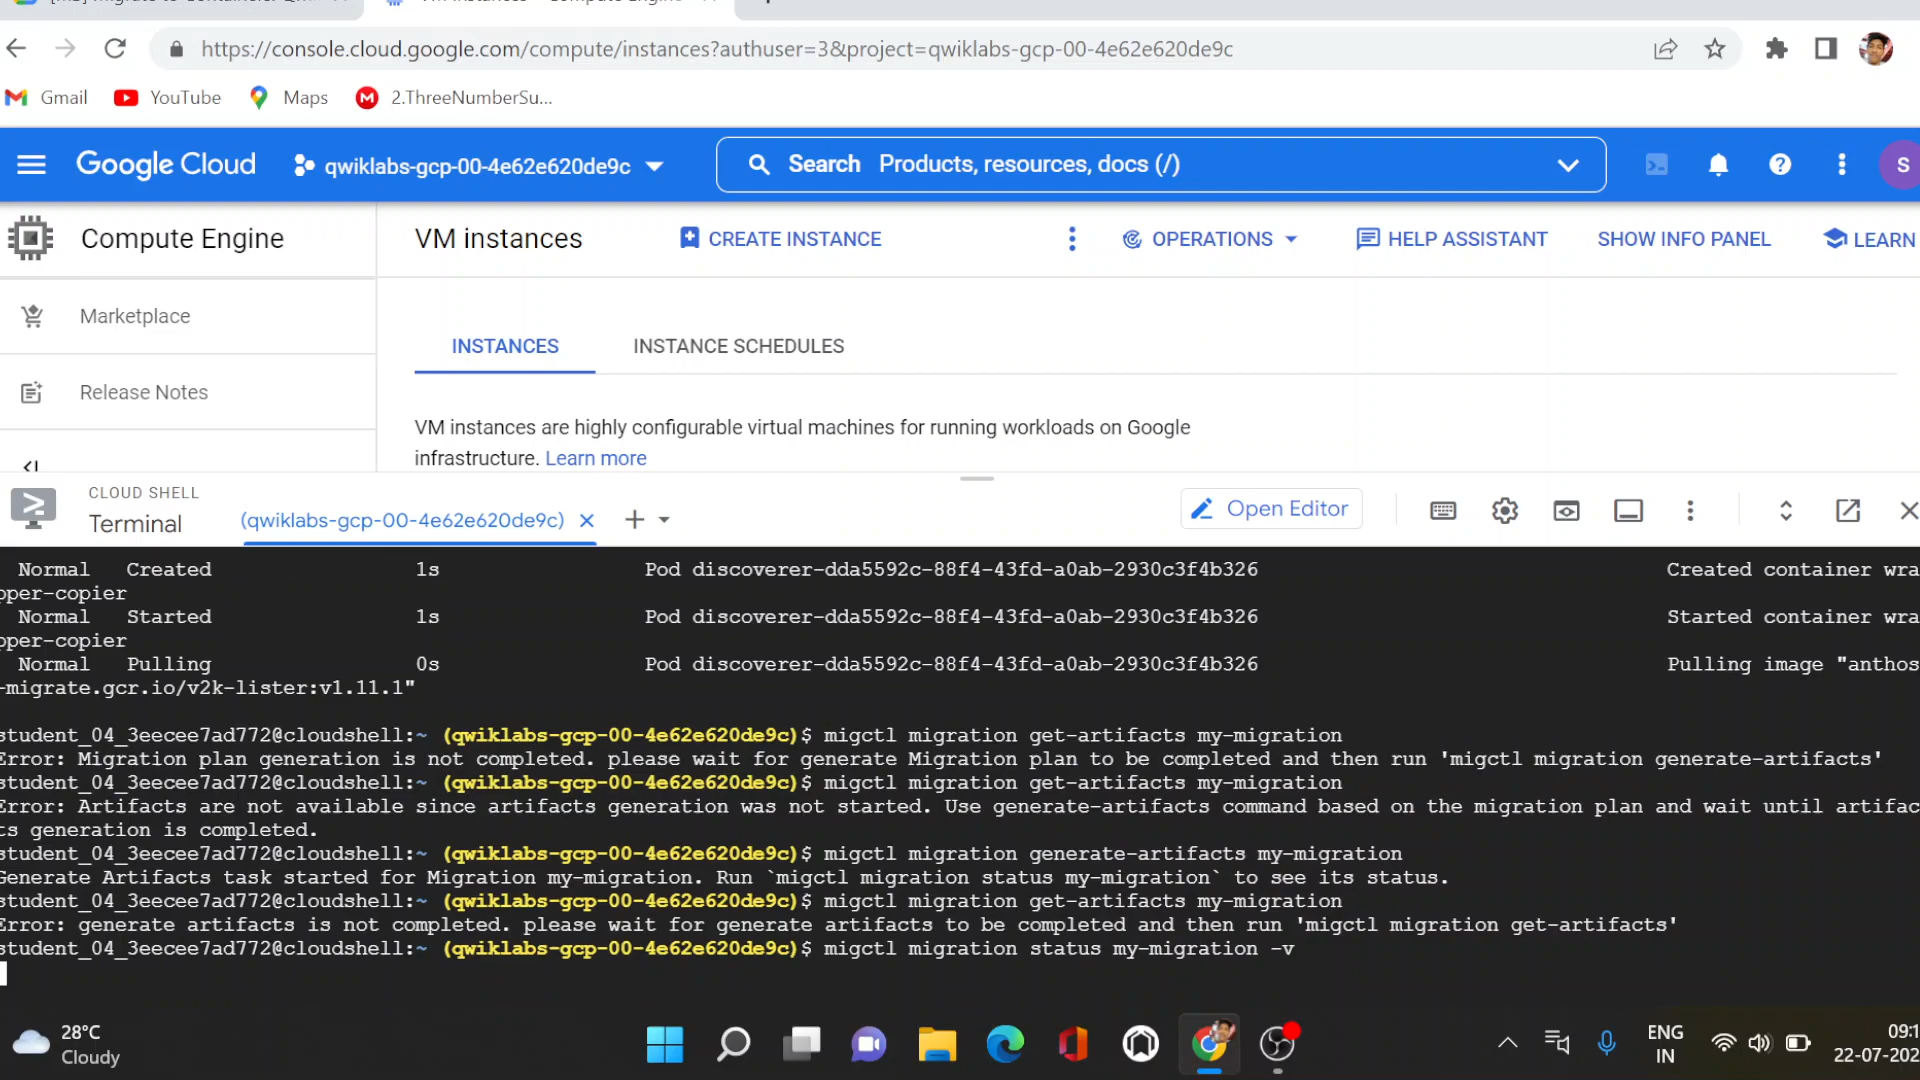 https://console.cloud.google.com/compute/instances?authuser=3&project=qwiklabs-gcp-00-4e62e620de9c
Gmail YouTube Maps 2.ThreeNumberSu...
Google Cloud qwiklabs-gcp-00-4e62e620de9c Search Products, resources, docs (/) S
Compute Engine VM instances CREATE INSTANCE OPERATIONS HELP ASSISTANT SHOW INFO PANEL LEARN
Marketplace
INSTANCES INSTANCE SCHEDULES
Release Notes
VM instances are highly configurable virtual machines for running workloads on Google
infrastructure. Learn more
CLOUD SHELL
Terminal (qwiklabs-gcp-00-4e62e620de9c) Open Editor
Normal Created 1s Pod discoverer-dda5592c-88f4-43fd-a0ab-2930c3f4b326 Created container wra
pper-copier
Normal Started 1s Pod discoverer-dda5592c-88f4-43fd-a0ab-2930c3f4b326 Started container wra
pper-copier
Normal Pulling 0s Pod discoverer-dda5592c-88f4-43fd-a0ab-2930c3f4b326 Pulling image "anthos
-migrate.gcr.io/v2k-lister:v1.11.1"
student_04_3eecee7ad772@cloudshell:~ (qwiklabs-gcp-00-4e62e620de9c)$ migctl migration get-artifacts my-migration
Error: Migration plan generation is not completed. please wait for generate Migration plan to be completed and then run 'migctl migration generate-artifacts'
student_04_3eecee7ad772@cloudshell:~ (qwiklabs-gcp-00-4e62e620de9c)$ migctl migration get-artifacts my-migration
Error: Artifacts are not available since artifacts generation was not started. Use generate-artifacts command based on the migration plan and wait until artifac
ts generation is completed.
student_04_3eecee7ad772@cloudshell:~ (qwiklabs-gcp-00-4e62e620de9c)$ migctl migration generate-artifacts my-migration
Generate Artifacts task started for Migration my-migration. Run `migctl migration status my-migration` to see its status.
student_04_3eecee7ad772@cloudshell:~ (qwiklabs-gcp-00-4e62e620de9c)$ migctl migration get-artifacts my-migration
Error: generate artifacts is not completed. please wait for generate artifacts to be completed and then run 'migctl migration get-artifacts'
student_04_3eecee7ad772@cloudshell:~ (qwiklabs-gcp-00-4e62e620de9c)$ migctl migration status my-migration -v
28°C
Cloudy
ENG
IN
09:1
22-07-202